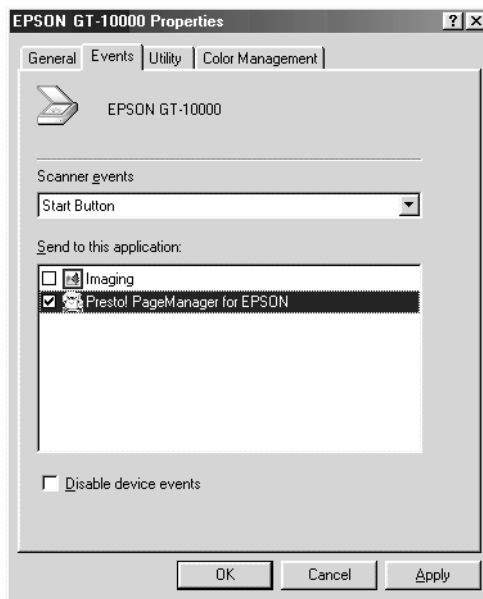 EPSON GT-10000 Properties
General Events Utility Color Management
EPSON GT-10000
Scanner events
Start Button
Send to this application:
Imaging
Presto! PageManager for EPSON
Disable device events
OK Cancel Apply